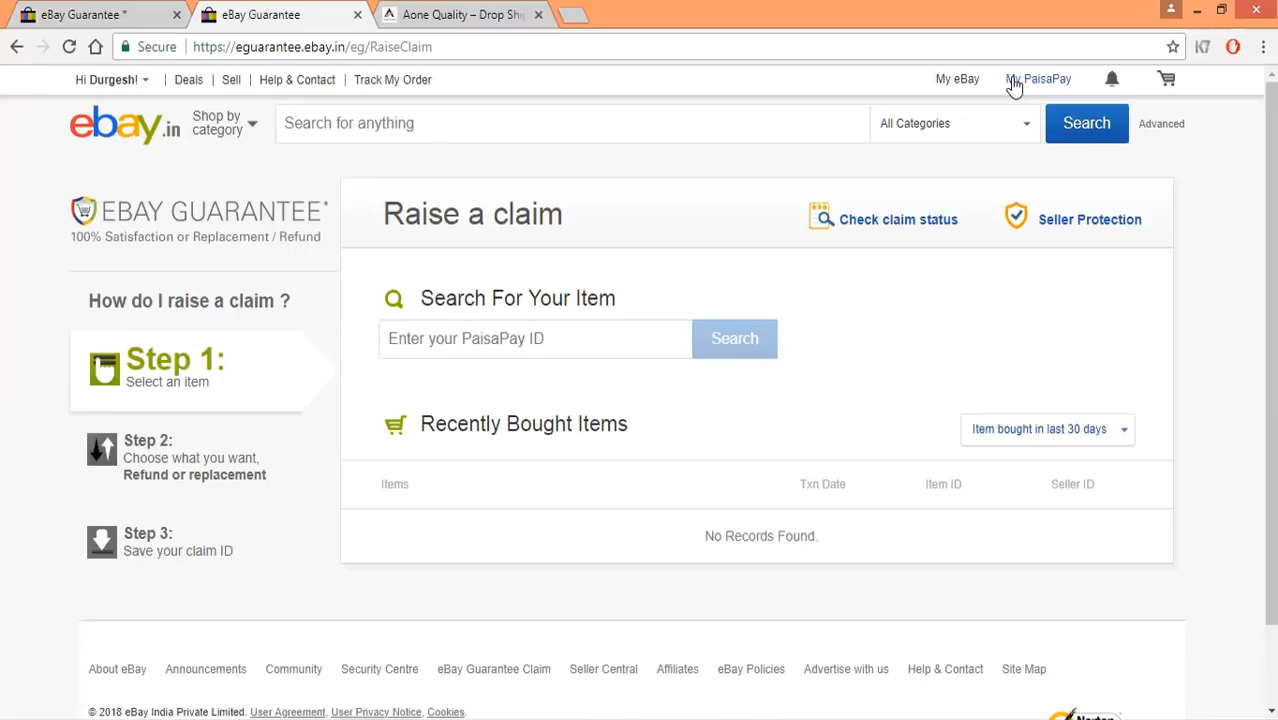 eBay Guarantee *
eBay Guarantee
Aone Quality – Drop Sh
Secure
https://eguarantee.ebay.in/eg/RaiseClaim
K7
Hi Durgesh!
Deals
Sell
Help & Contact
Track My Order
My eBay
My PaisaPay
ebay.in
Shop by
category
Search for anything
All Categories
Search
Advanced
EBAY GUARANTEE*
100% Satisfaction or Replacement / Refund
Raise a claim
Check claim status
Seller Protection
How do I raise a claim ?
Step 1:
Select an item
Step 2:
Choose what you want,
Refund or replacement
Step 3:
Save your claim ID
Search For Your Item
Enter your PaisaPay ID
Search
Recently Bought Items
Item bought in last 30 days
Items
Txn Date
Item ID
Seller ID
No Records Found.
About eBay
Announcements
Community
Security Centre
eBay Guarantee Claim
Seller Central
Affiliates
eBay Policies
Advertise with us
Help & Contact
Site Map
© 2018 eBay India Private Limited. User Agreement, User Privacy Notice, Cookies.
Norton